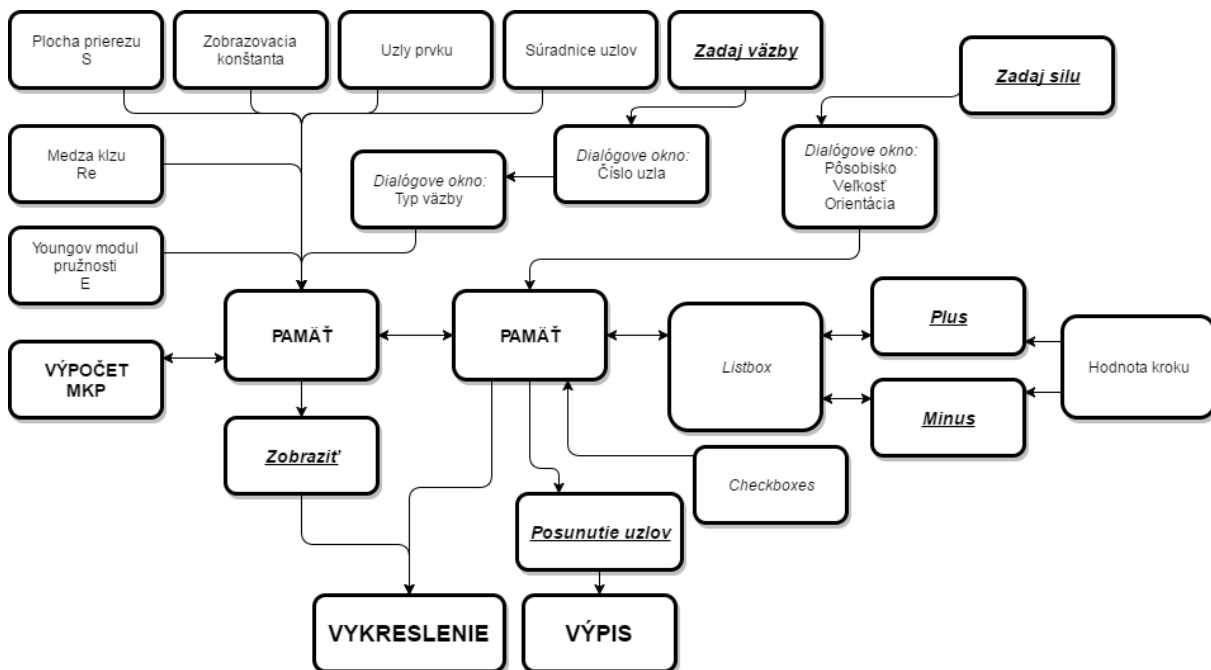 Plocha prierezu
S
Zobrazovacia
konštanta
Uzly prvku
Súradnice uzlov
Zadaj väzby
Zadaj silu
Medza klzu
Re
Dialógove okno:
Typ väzby
Dialógove okno:
Číslo uzla
Dialógove okno:
Pôsobisko
Veľkosť
Orientácia
Youngov modul
pružnosti
E
PAMÄŤ
PAMÄŤ
Listbox
Plus
Hodnota kroku
VÝPOČET
MKP
Minus
Zobraziť
Checkboxes
Posunutie uzlov
VYKRESLENIE
VÝPIS